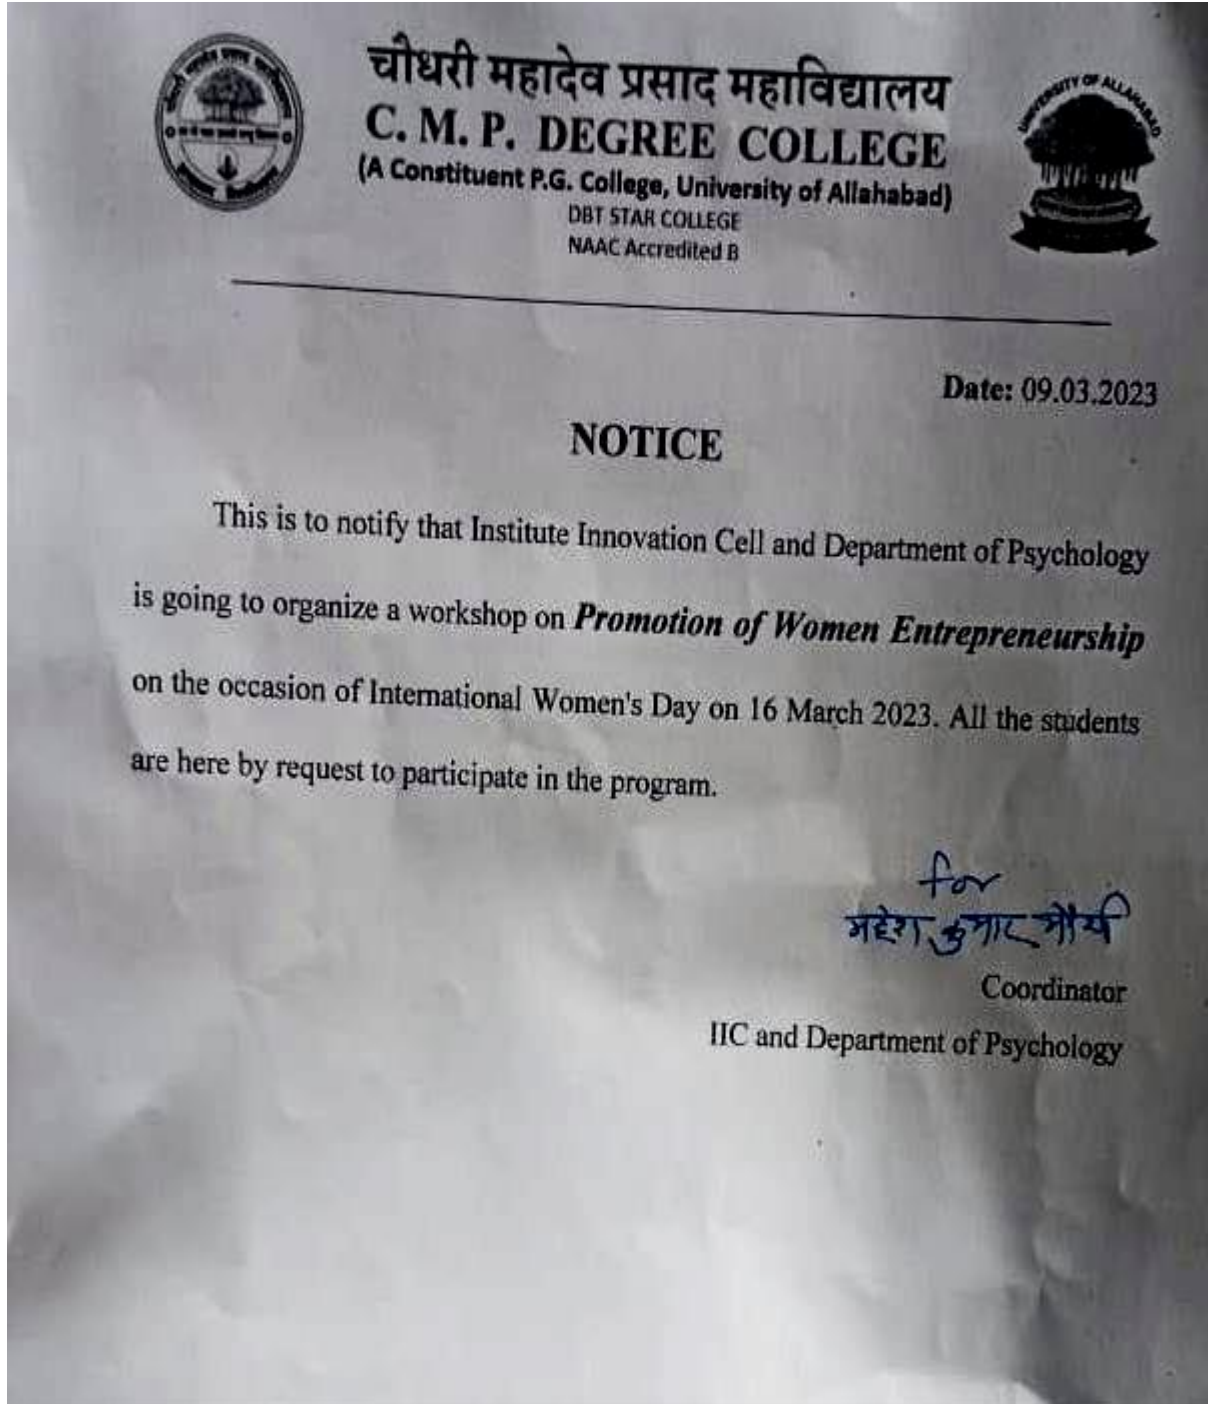 चौधरी महादेव प्रसाद महाविद्यालय
C. M. P. DEGREE COLLEGE
(A Constituent P.G. College, University of Allahabad)
DBT STAR COLLEGE
NAAC Accredited B
UNIVERSITY OF ALLAHABAD
Date: 09.03.2023
NOTICE
This is to notify that Institute Innovation Cell and Department of Psychology
is going to organize a workshop on Promotion of Women Entrepreneurship
on the occasion of International Women's Day on 16 March 2023. All the students
are here by request to participate in the program.
for
महेश कुमार मौर्य
Coordinator
IIC and Department of Psychology